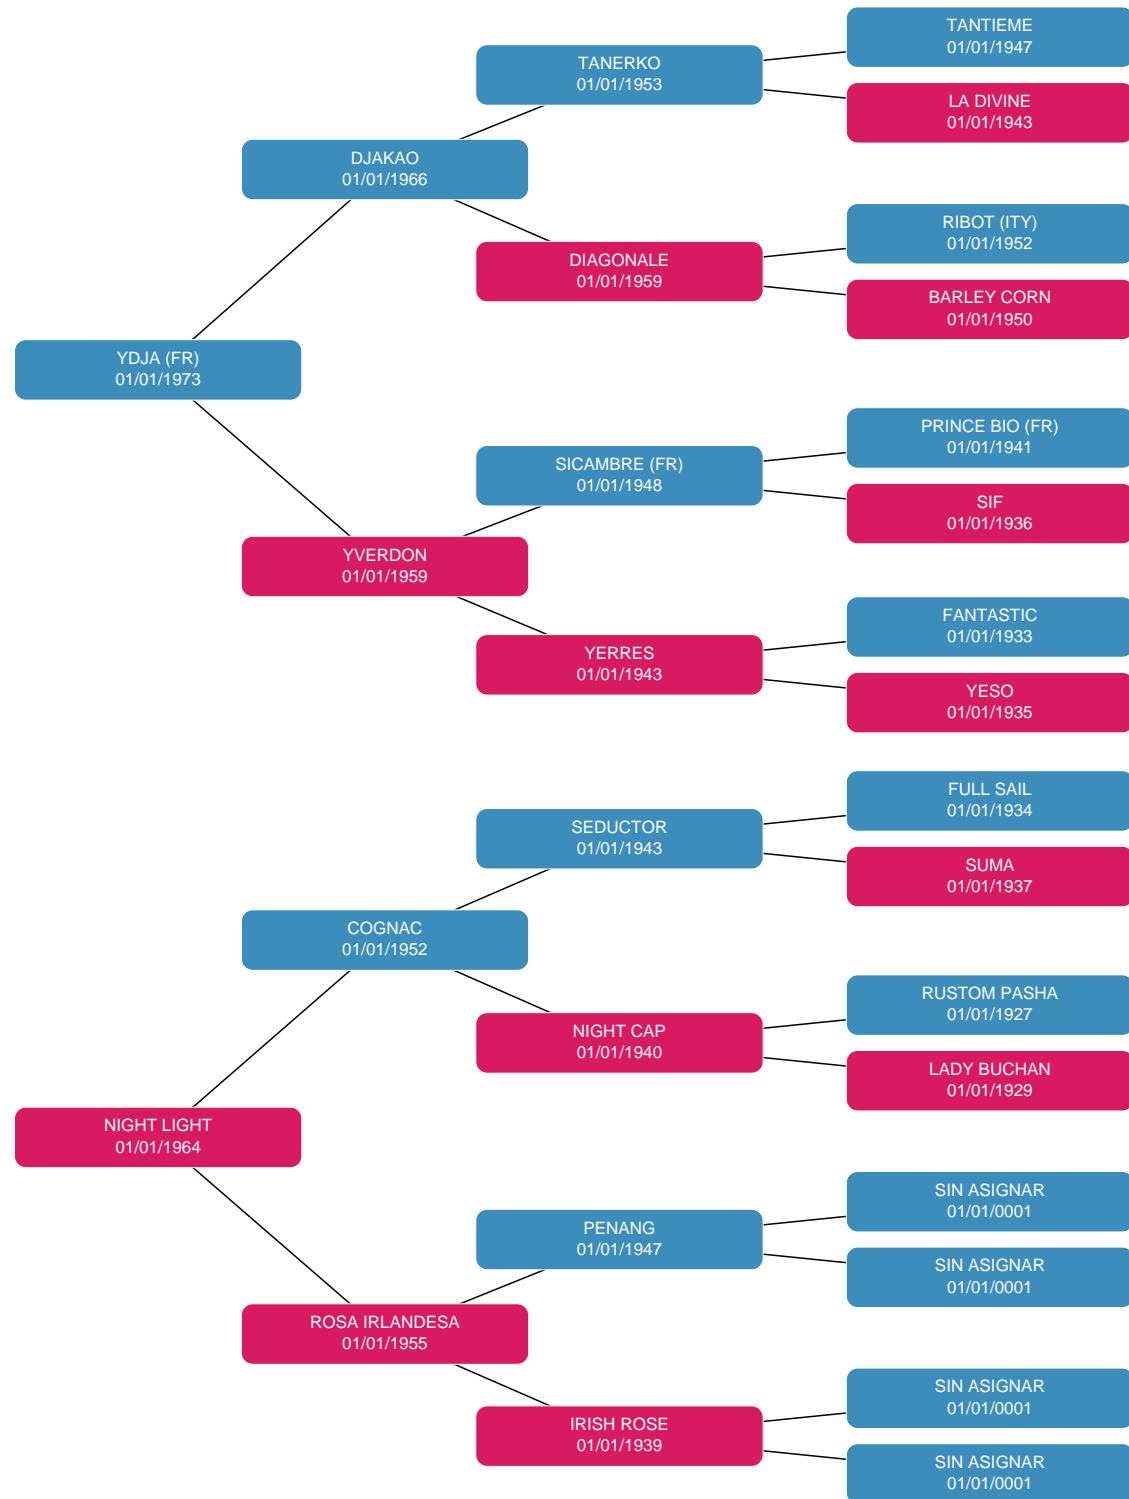 TANTIEME
01/01/1947
TANERKO
01/01/1953
LA DIVINE
01/01/1943
DJAKAO
01/01/1966
RIBOT (ITY)
01/01/1952
DIAGONALE
01/01/1959
BARLEY CORN
01/01/1950
YDJA (FR)
01/01/1973
PRINCE BIO (FR)
01/01/1941
SICAMBRE (FR)
01/01/1948
SIF
01/01/1936
YVERDON
01/01/1959
FANTASTIC
01/01/1933
YERRES
01/01/1943
YESO
01/01/1935
FULL SAIL
01/01/1934
SEDUCTOR
01/01/1943
SUMA
01/01/1937
COGNAC
01/01/1952
RUSTOM PASHA
01/01/1927
NIGHT CAP
01/01/1940
LADY BUCHAN
01/01/1929
NIGHT LIGHT
01/01/1964
SIN ASIGNAR
01/01/0001
PENANG
01/01/1947
SIN ASIGNAR
01/01/0001
ROSA IRLANDESA
01/01/1955
SIN ASIGNAR
01/01/0001
IRISH ROSE
01/01/1939
SIN ASIGNAR
01/01/0001